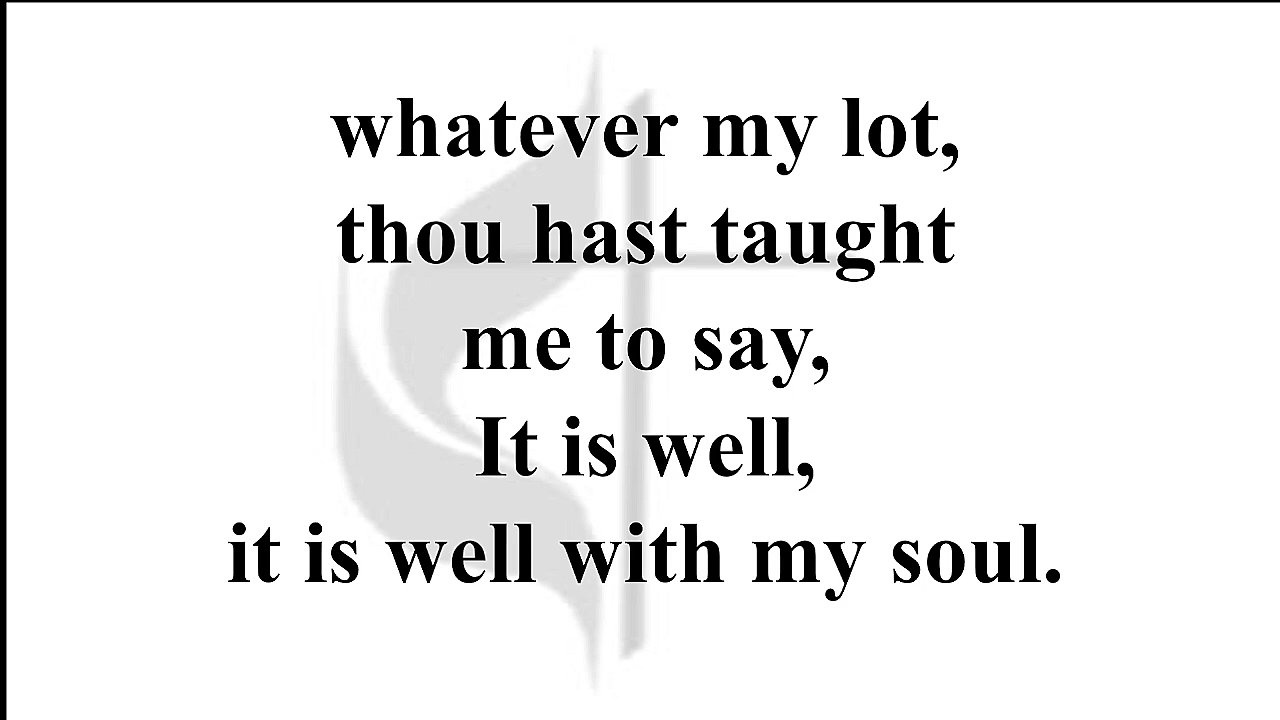 whatever my lot,
thou hast taught
me to say,
It is well,
it is well with my soul.